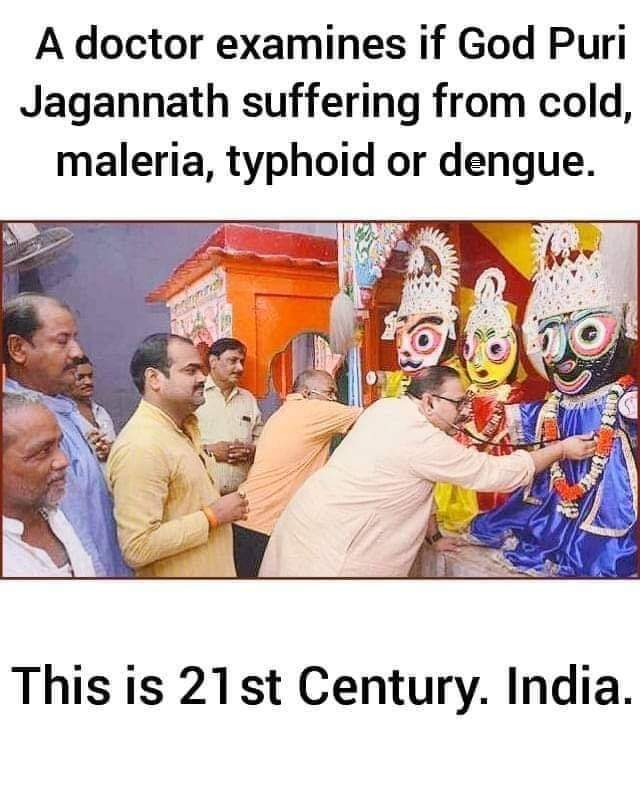 A doctor examines if God Puri
Jagannath suffering from cold,
maleria, typhoid or dengue.
This is 21st Century. India.